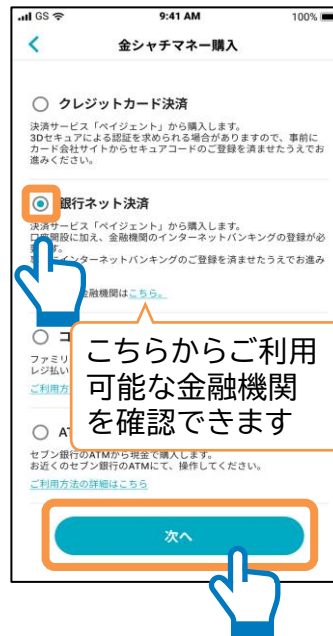 GS 9:41 AM 100%
金シャチマネー購入
クレジットカード決済
決済サービス「ペイジェント」から購入します。
3Dセキュアによる認証を求められる場合がありますので、事前に
カード会社サイトからセキュアコードのご登録を済ませたうえでお
進みください。
銀行ネット決済
決済サービス「ペイジェント」から購入します。
口座開設に加え、金融機関のインターネットバンキングの登録が必
す。
インターネットバンキングのご登録を済ませたうえでお進み
金融機関はこちら。
こちらからご利用
可能な金融機関
を確認できます
コ
ファミリ
レジ払い
ご利用方
AT
セブン銀行のATMから現金で購入します。
お近くのセブン銀行のATMにて、操作してください。
ご利用方法の詳細はこちら
次へ